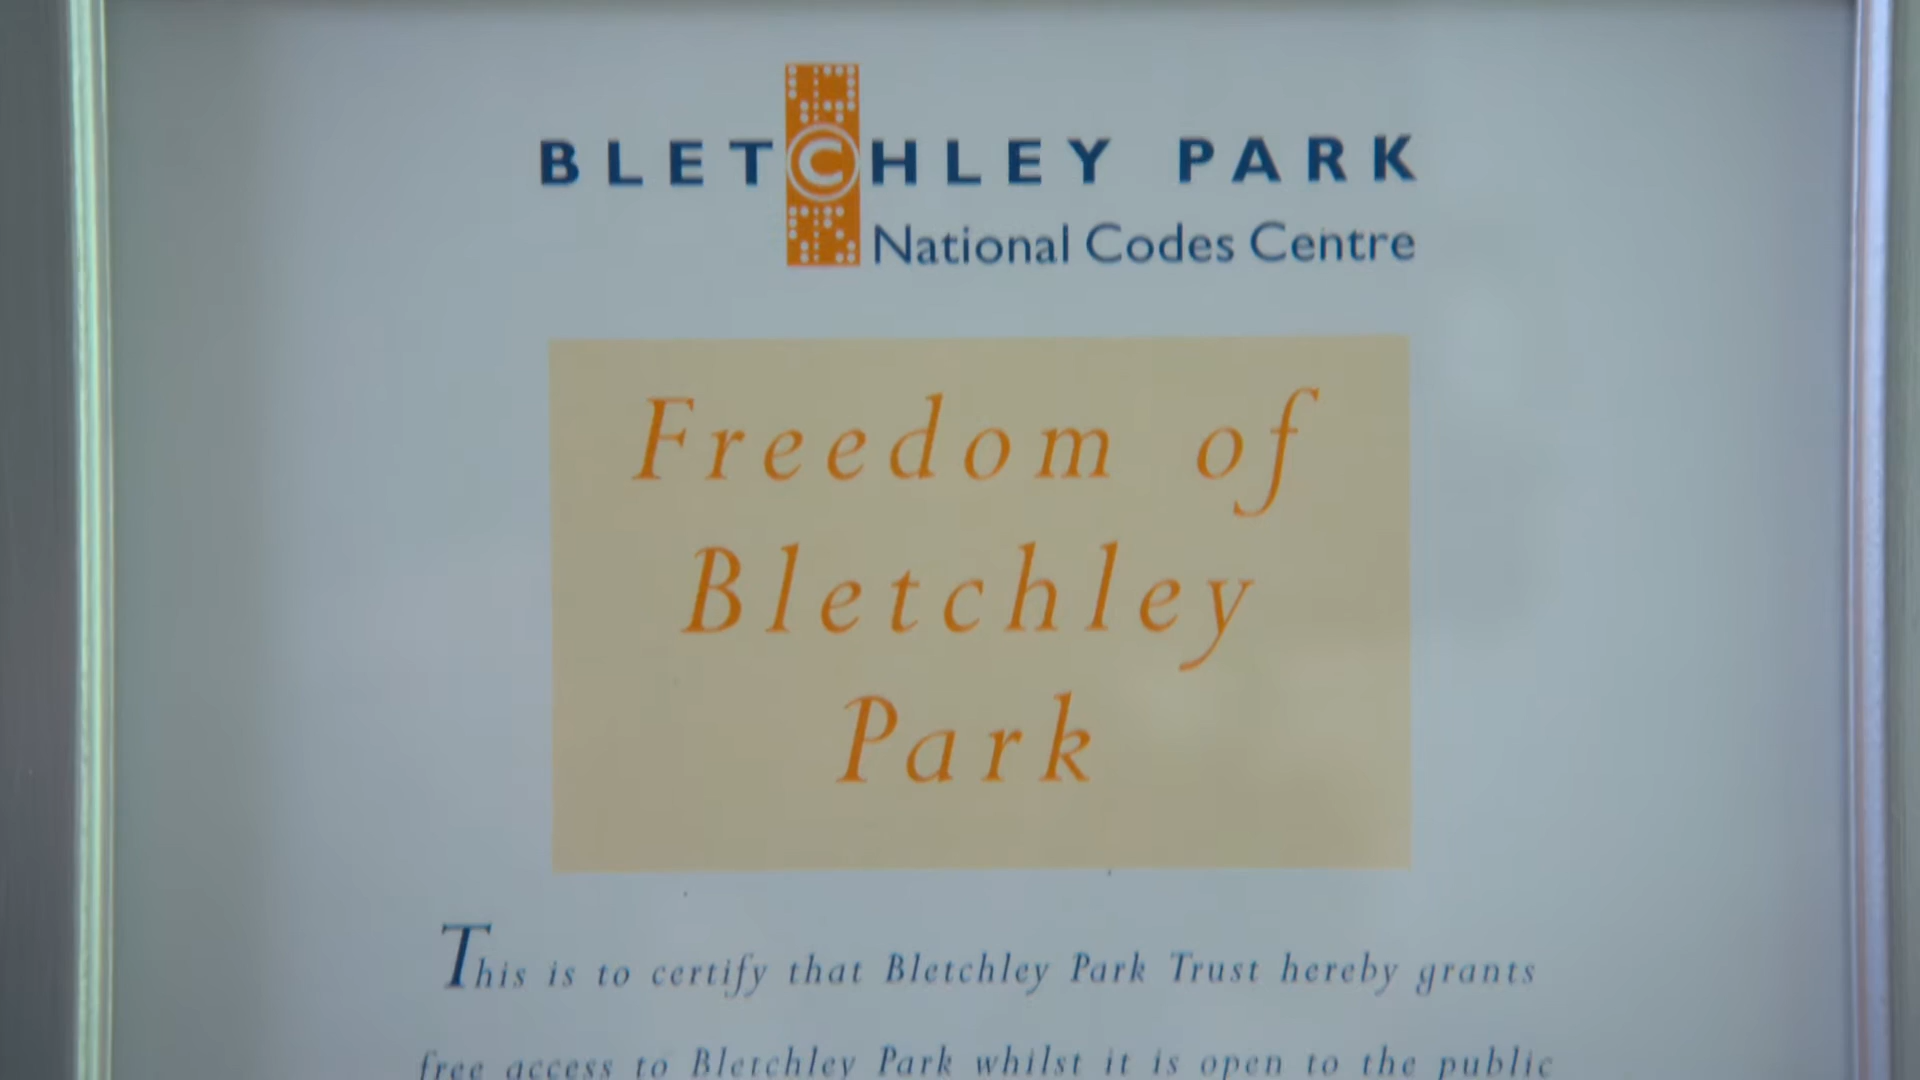 BLETCHLEY PARK
National Codes Centre
Freedom of
Bletchley
Park
This is to certify that Bletchley Park Trust hereby grants
free access to Bletchley Park whilst it is open to the public